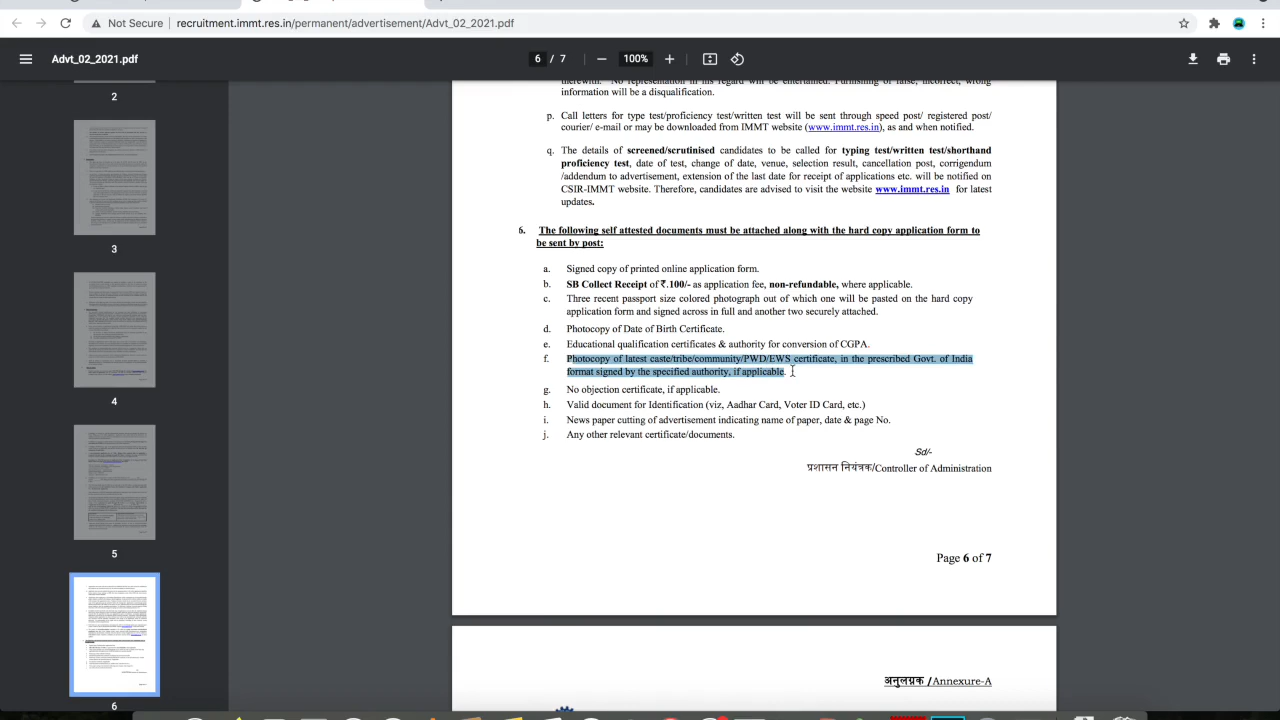 Not Secure recruitment.immt.res.in/permanent/advertisement/Advt_02_2021.pdf
Advt_02_2021.pdf
6 / 7
100%
2
3
4
5
6
therewith. No representation in his regard will be entertained. Furnishing of false, incorrect, wrong
information will be a disqualification.
p. Call letters for type test/proficiency test/written test will be sent through speed post/ registered post/
courier/ e-mail or may be downloaded from IMMT website (www.immt.res.in), as and when notified.
q. The details of screened/scrutinised candidates to be called for typing test/written test/shorthand
proficiency test, date of test, change of date, venue, selection result, cancellation post, corrigendum
/addendum to advertisement, extension of the last date for receipt of applications etc. will be notified on
CSIR-IMMT website. Therefore, candidates are advised to visit the website www.immt.res.in for latest
updates.
6. The following self attested documents must be attached along with the hard copy application form to
be sent by post:
a. Signed copy of printed online application form.
b. SB Collect Receipt of ₹.100/- as application fee, non-refundable, where applicable.
c. Three recent passport size colored photograph out of which one will be pasted on the hard copy
application form and signed across in full and another two securely attached.
d. Photocopy of Date of Birth Certificate.
e. Educational qualification certificates & authority for conversion of CGPA.
f. Photocopy of latest caste/tribe/community/PWD/EWS certificate, in the prescribed Govt. of India
format signed by the specified authority, if applicable.
g. No objection certificate, if applicable.
h. Valid document for Identification (viz, Aadhar Card, Voter ID Card, etc.)
i. News paper cutting of advertisement indicating name of paper, date & page No.
j. Any other relevant certificate/documents.
Sd/-
प्रशासन नियंत्रक/Controller of Administration
Page 6 of 7
अनुलग्नक /Annexure-A